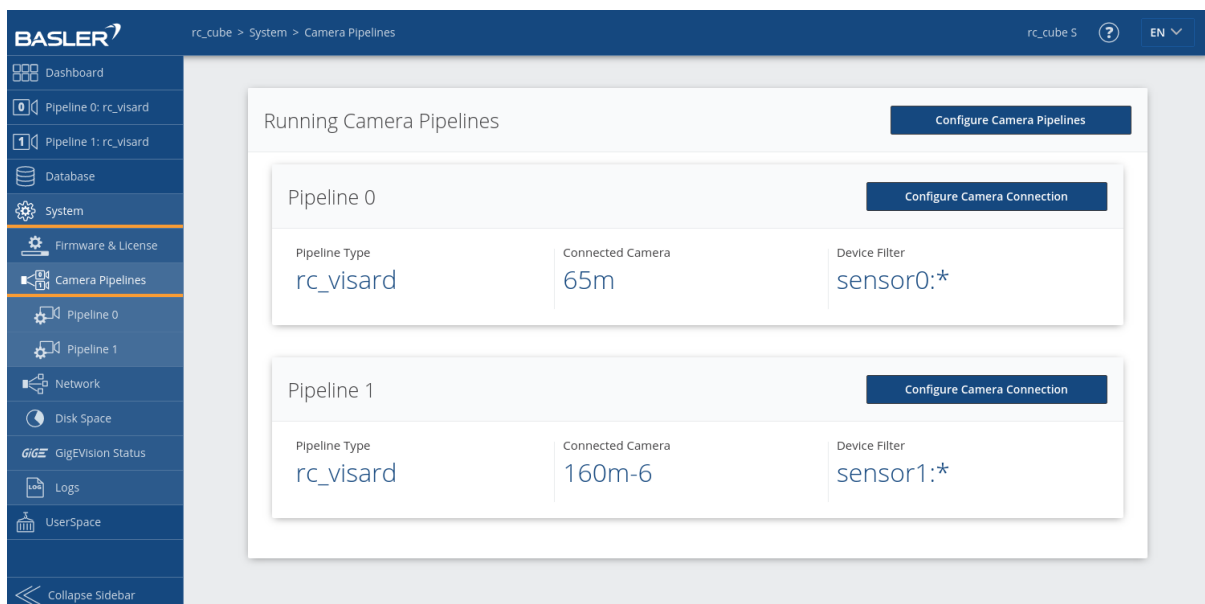 BASLER
rc_cube > System > Camera Pipelines
rc_cube S
?
EN
Dashboard
0 Pipeline 0: rc_visard
1 Pipeline 1: rc_visard
Database
System
Firmware & License
0 1 Camera Pipelines
Pipeline 0
Pipeline 1
Network
Disk Space
GiGE GigEVision Status
LOG Logs
UserSpace
Collapse Sidebar
Running Camera Pipelines
Configure Camera Pipelines
Pipeline 0
Configure Camera Connection
Pipeline Type Connected Camera Device Filter
rc_visard 65m sensor0:*
Pipeline 1
Configure Camera Connection
Pipeline Type Connected Camera Device Filter
rc_visard 160m-6 sensor1:*